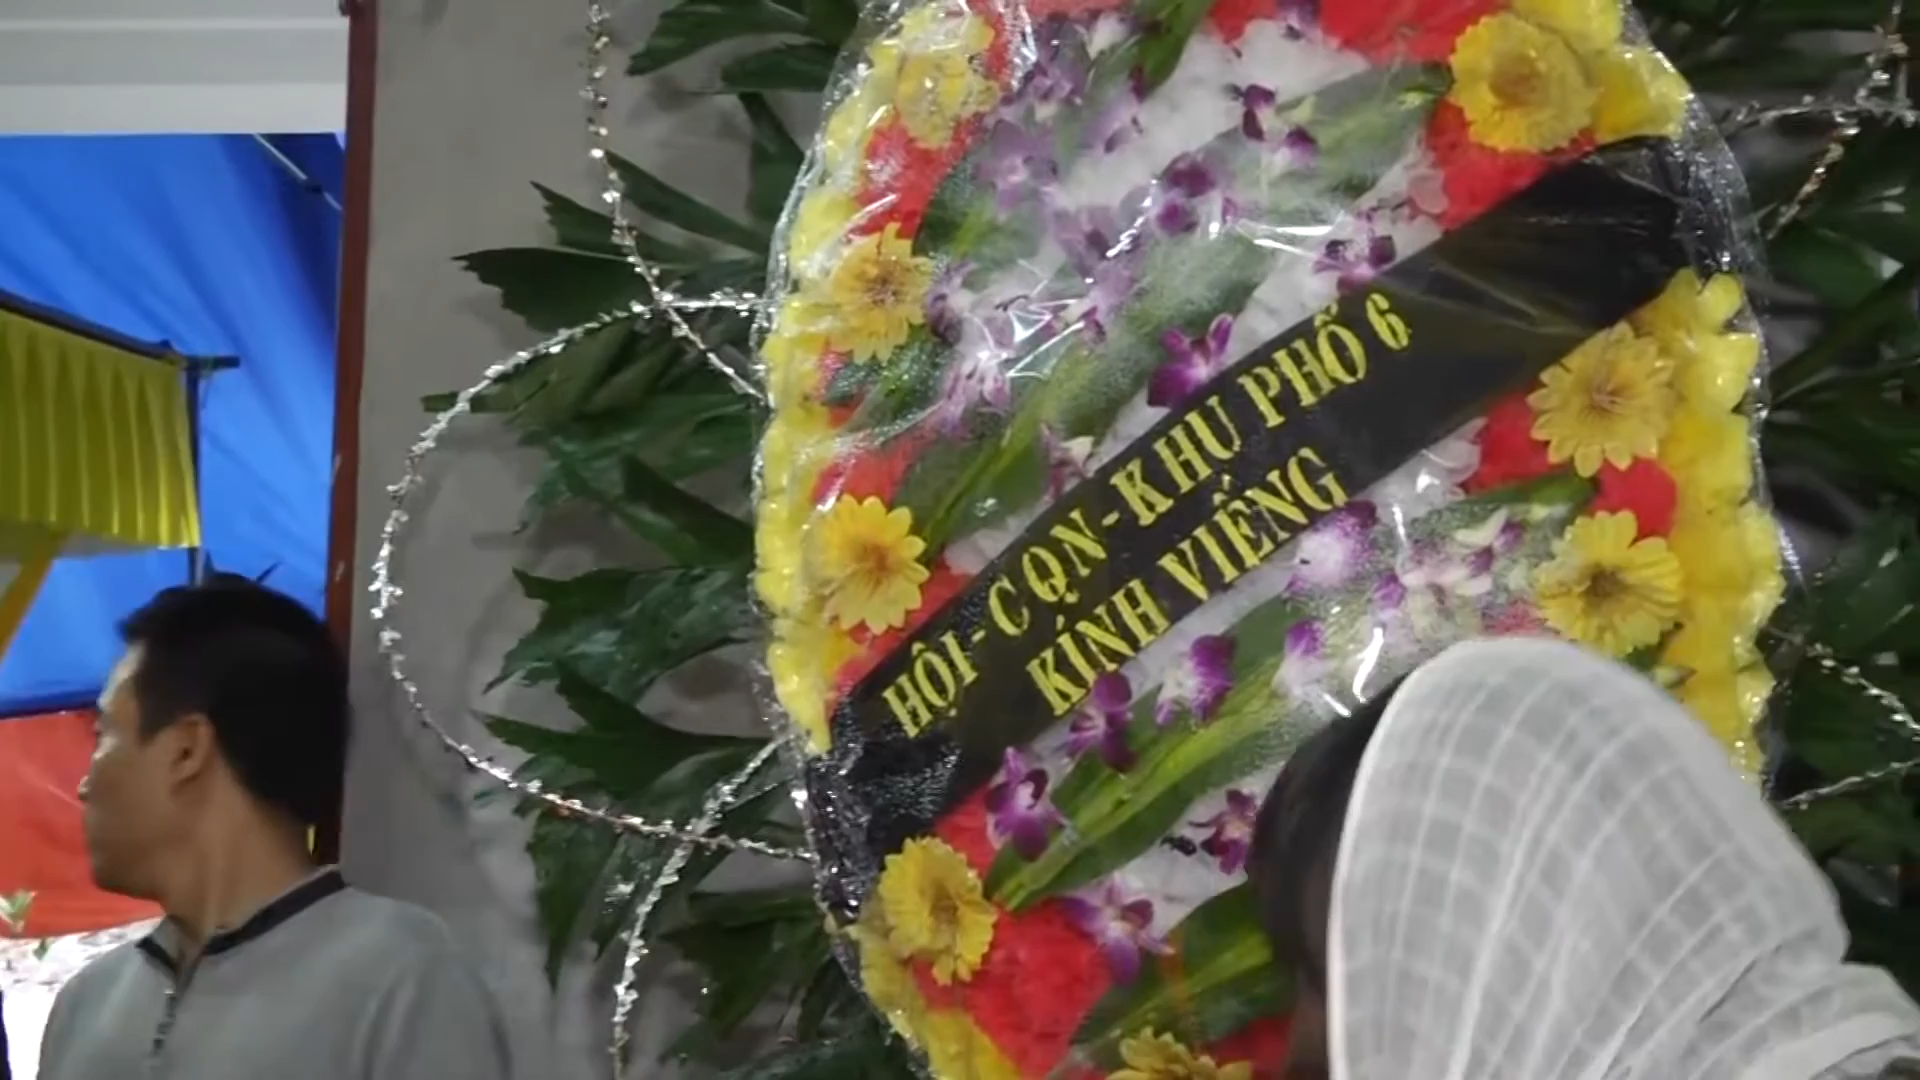 HỘI - CQN - KHU PHỐ 6
KÍNH VIẾNG